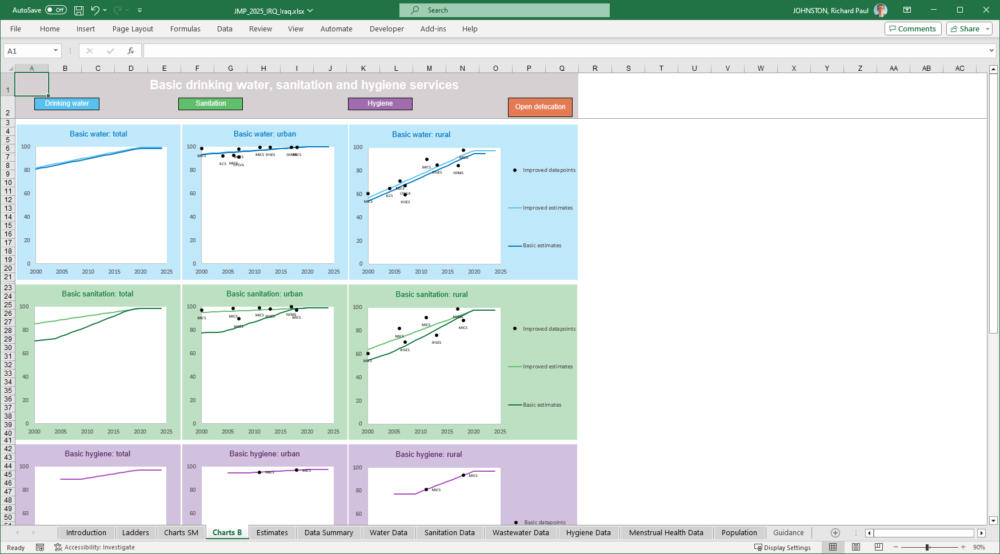 AutoSave Off JMP_2025_IRQ_Iraq.xlsx Search JOHNSTON, Richard Paul
File Home Insert Page Layout Formulas Data Review View Automate Developer Add-ins Help Comments Share
A1 fx
A B C D E F G H I J K L M N O P Q R S T U V W X Y Z AA AB AC
1 Basic drinking water, sanitation and hygiene services
2 Drinking water Sanitation Hygiene Open defecation
3
4 Basic water: total Basic water: urban Basic water: rural
5
6
7
8
9
10
11
12
13
14
15
16
17
18
19
20
21
100 80 60 40 20 0
2000 2005 2010 2015 2020 2025
100 80 60 40 20 0
MICS ILCS MICS IHSES CFSVA MICS IHSES IWMS MICS
2000 2005 2010 2015 2020 2025
100 80 60 40 20 0
MICS ILCS MICS CFSVA IHSES MICS IHSES IWMS MICS
2000 2005 2010 2015 2020 2025
Improved datapoints
Improved estimates
Basic estimates
23
24 Basic sanitation: total Basic sanitation: urban Basic sanitation: rural
25
26
27
28
29
30
31
32
33
34
35
36
37
38
39
40
41
100 80 60 40 20 0
2000 2005 2010 2015 2020 2025
100 80 60 40 20 0
MICS MICS IHSES MICS IHSES IWMS MICS
2000 2005 2010 2015 2020 2025
100 80 60 40 20 0
MICS MICS IHSES MICS IHSES IWMS MICS
2000 2005 2010 2015 2020 2025
Improved datapoints
Improved estimates
Basic estimates
42
43 Basic hygiene: total Basic hygiene: urban Basic hygiene: rural
44
45
46
47
48
49
50
100 80 60
100 80 60
MICS MICS
100 80 60
MICS MICS
Basic datapoints
Introduction Ladders Charts SM Charts B Estimates Data Summary Water Data Sanitation Data Wastewater Data Hygiene Data Menstrual Health Data Population Guidance
Ready Accessibility: Investigate Display Settings 90%